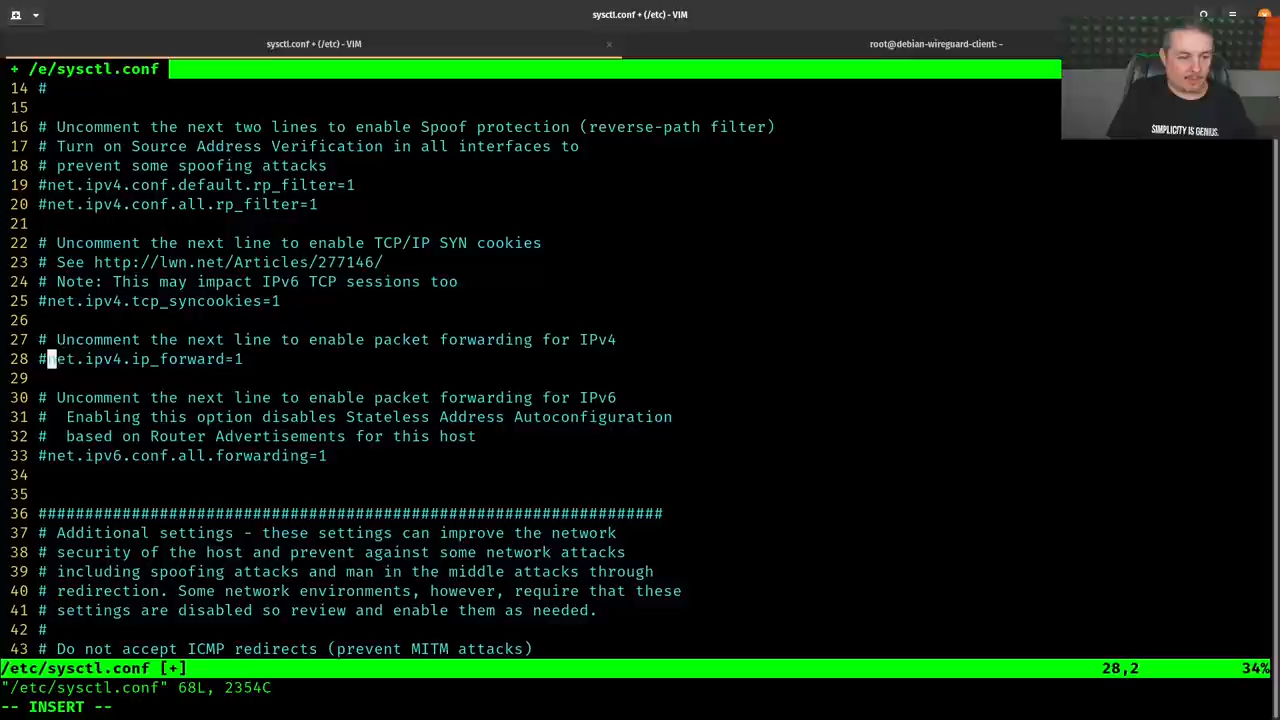 sysctl.conf + (/etc) - VIM
sysctl.conf + (/etc) - VIM × root@debian-wireguard-client: ~
+ /e/sysctl.conf
14 #
15
16 # Uncomment the next two lines to enable Spoof protection (reverse-path filter)
17 # Turn on Source Address Verification in all interfaces to
18 # prevent some spoofing attacks
19 #net.ipv4.conf.default.rp_filter=1
20 #net.ipv4.conf.all.rp_filter=1
21
22 # Uncomment the next line to enable TCP/IP SYN cookies
23 # See http://lwn.net/Articles/277146/
24 # Note: This may impact IPv6 TCP sessions too
25 #net.ipv4.tcp_syncookies=1
26
27 # Uncomment the next line to enable packet forwarding for IPv4
28 #net.ipv4.ip_forward=1
29
30 # Uncomment the next line to enable packet forwarding for IPv6
31 #  Enabling this option disables Stateless Address Autoconfiguration
32 #  based on Router Advertisements for this host
33 #net.ipv6.conf.all.forwarding=1
34
35
36 ###################################################################
37 # Additional settings - these settings can improve the network
38 # security of the host and prevent against some network attacks
39 # including spoofing attacks and man in the middle attacks through
40 # redirection. Some network environments, however, require that these
41 # settings are disabled so review and enable them as needed.
42 #
43 # Do not accept ICMP redirects (prevent MITM attacks)
/etc/sysctl.conf [+] 28,2 34%
"/etc/sysctl.conf" 68L, 2354C
-- INSERT --
SIMPLICITY IS GENIUS.